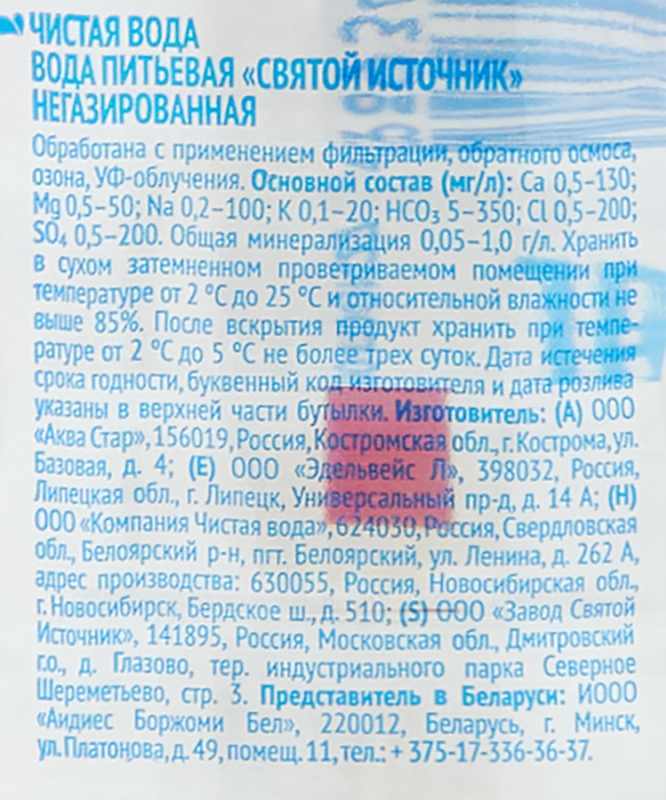 ЧИСТАЯ ВОДА
ВОДА ПИТЬЕВАЯ «СВЯТОЙ ИСТОЧНИК»
НЕГАЗИРОВАННАЯ
Обработана с применением фильтрации, обратного осмоса,
озона, УФ-облучения. Основной состав (мг/л): Ca 0,5–130;
Mg 0,5–50; Na 0,2–100; K 0,1–20; HCO₃ 5–350; Cl 0,5–200;
SO₄ 0,5–200. Общая минерализация 0,05–1,0 г/л. Хранить
в сухом затемненном проветриваемом помещении при
температуре от 2 °C до 25 °C и относительной влажности не
выше 85%. После вскрытия продукт хранить при темпе-
ратуре от 2 °C до 5 °C не более трех суток. Дата истечения
срока годности, буквенный код изготовителя и дата розлива
указаны в верхней части бутылки. Изготовитель: (А) ООО
«Аква Стар», 156019, Россия, Костромская обл., г. Кострома, ул.
Базовая, д. 4; (Е) ООО «Эдельвейс Л», 398032, Россия,
Липецкая обл., г. Липецк, Универсальный пр-д, д. 14 А; (Н)
ООО «Компания Чистая вода», 624030, Россия, Свердловская
обл., Белоярский р-н, пгт. Белоярский, ул. Ленина, д. 262 А,
адрес производства: 630055, Россия, Новосибирская обл.,
г. Новосибирск, Бердское ш., д. 510; (S) ООО «Завод Святой
Источник», 141895, Россия, Московская обл., Дмитровский
г.о., д. Глазово, тер. индустриального парка Северное
Шереметьево, стр. 3. Представитель в Беларуси: ИООО
«Аидиес Боржоми Бел», 220012, Беларусь, г. Минск,
ул. Платонова, д. 49, помещ. 11, тел.: + 375-17-336-36-37.